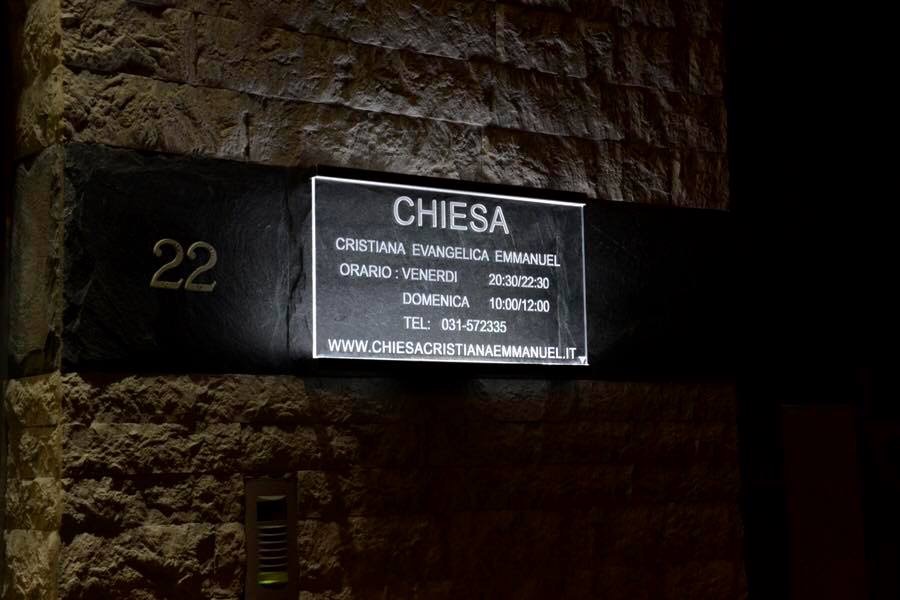 22
CHIESA
CRISTIANA EVANGELICA EMMANUEL
ORARIO : VENERDI 20:30/22:30
DOMENICA 10:00/12:00
TEL: 031-572335
WWW.CHIESACRISTIANAEMMANUEL.IT